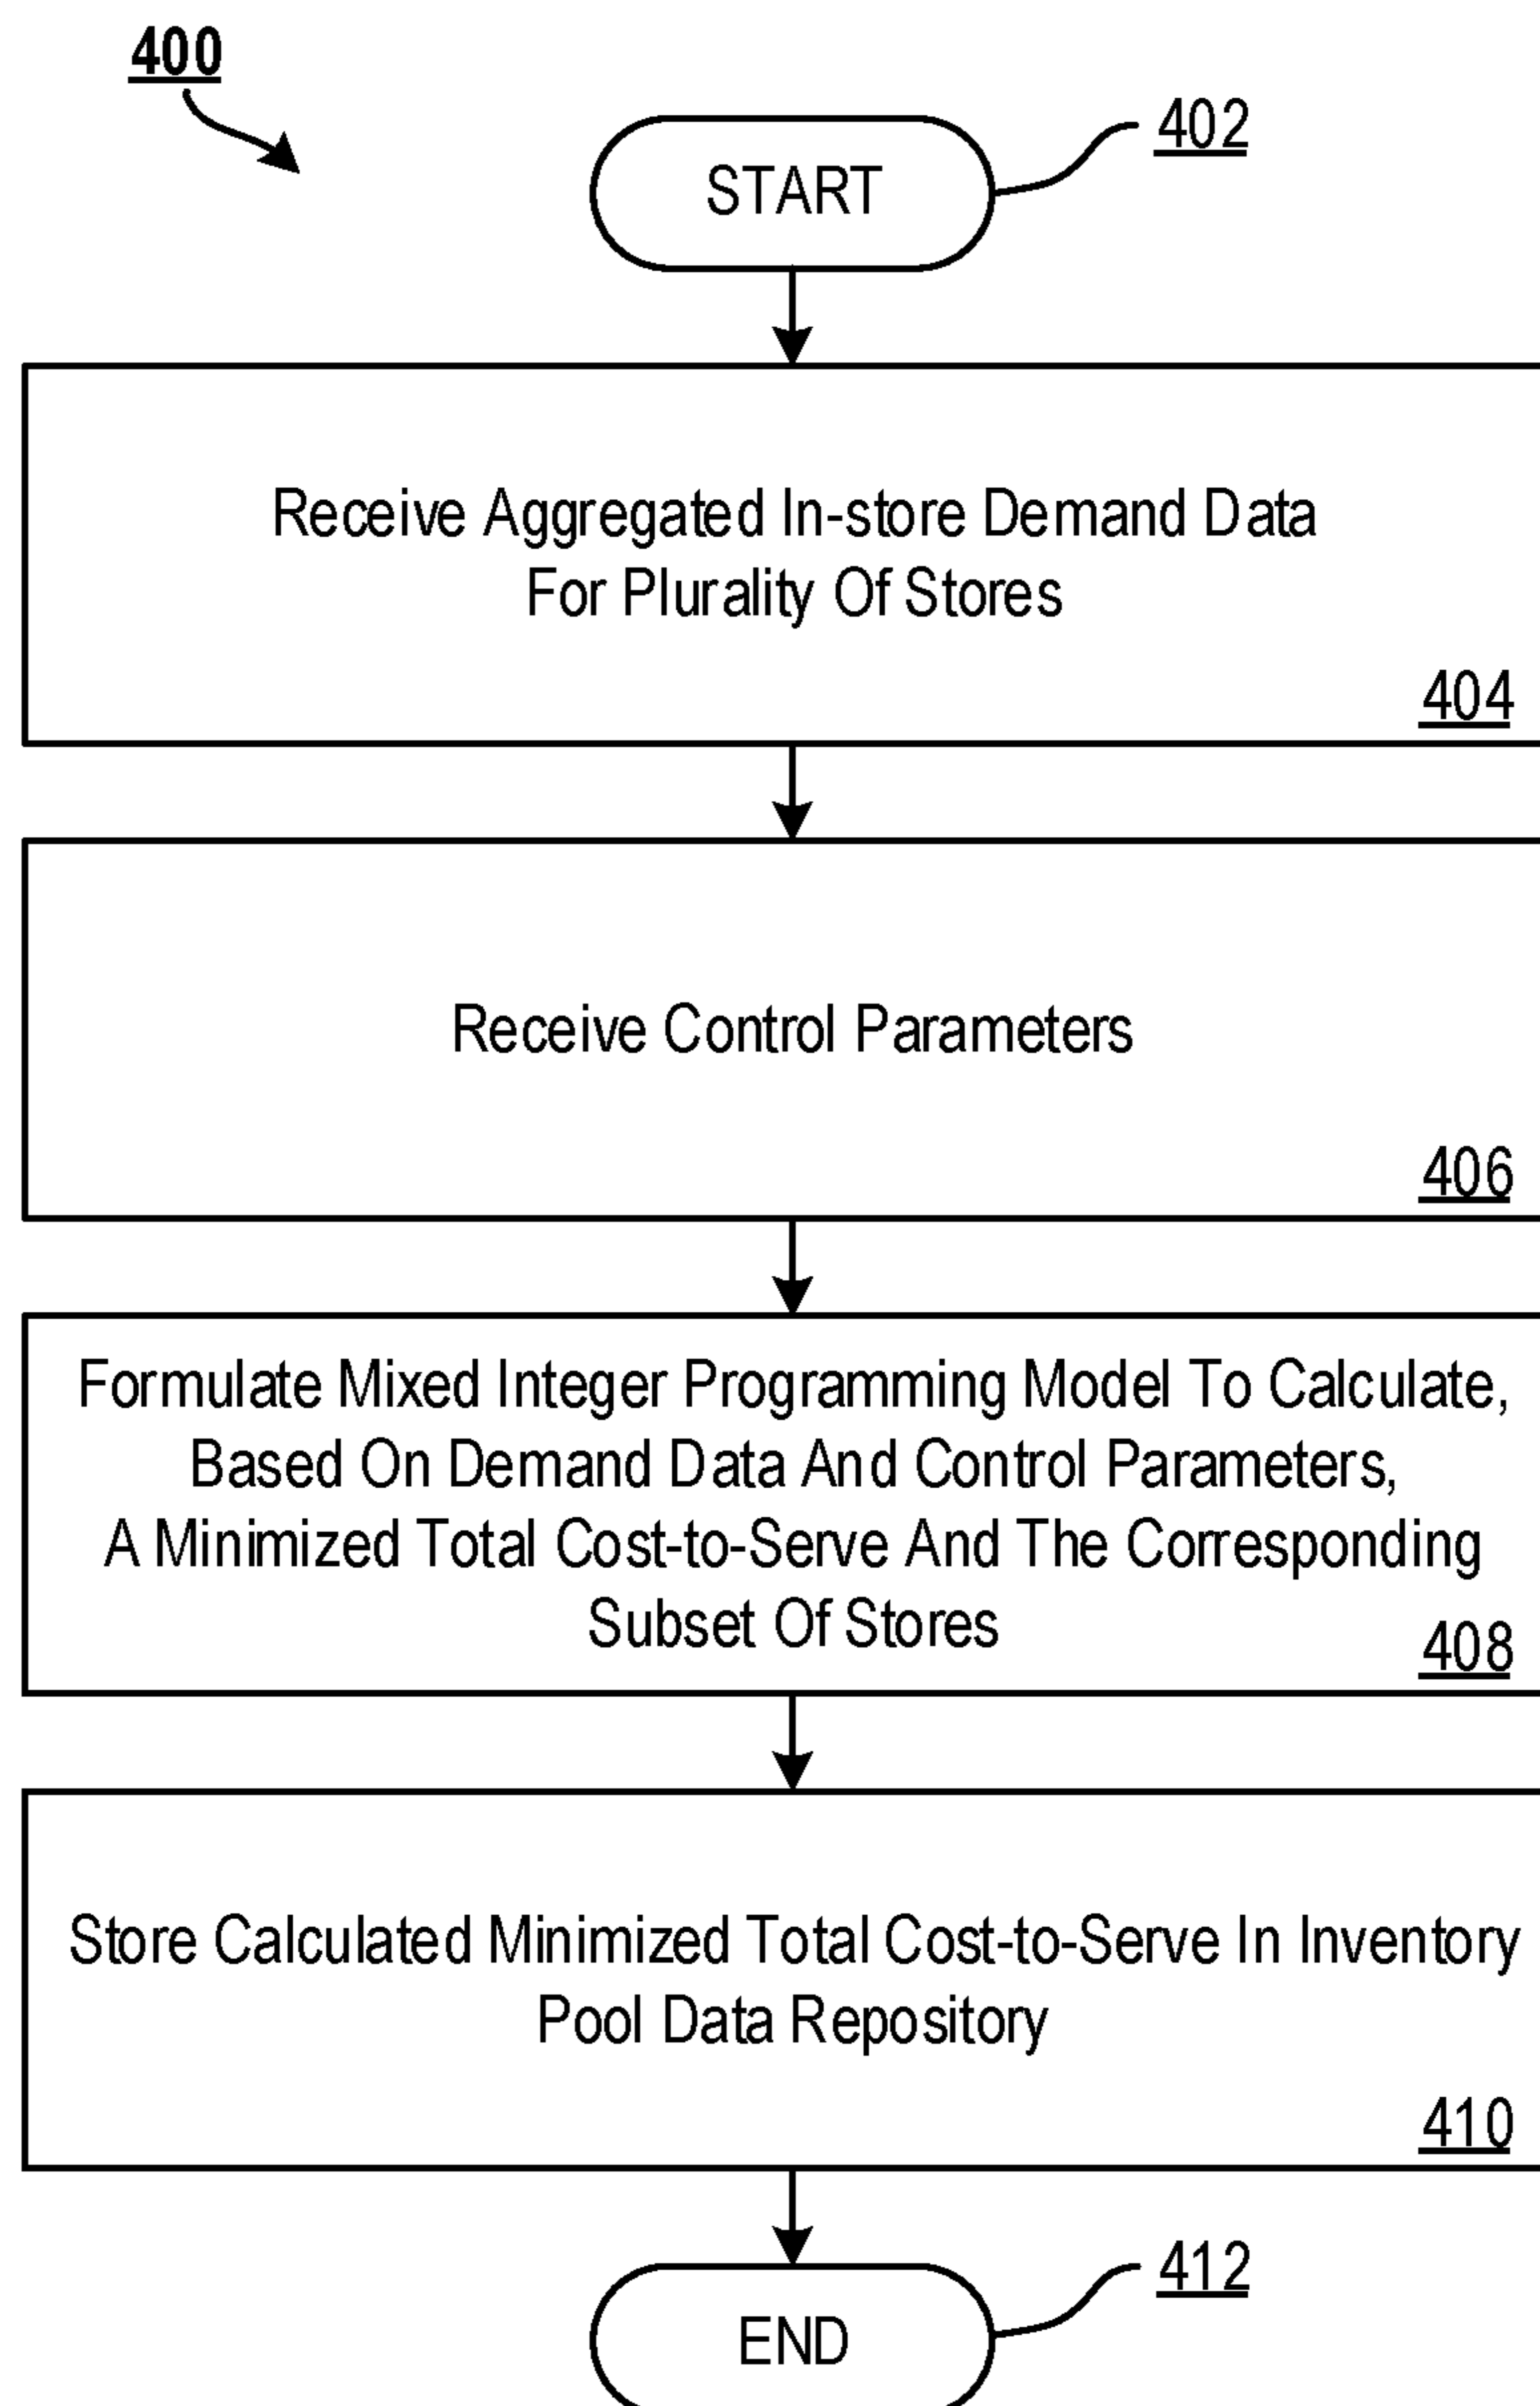 400
402
START
Receive Aggregated In-store Demand Data
For Plurality Of Stores
404
Receive Control Parameters
406
Formulate Mixed Integer Programming Model To Calculate,
Based On Demand Data And Control Parameters,
A Minimized Total Cost-to-Serve And The Corresponding
Subset Of Stores
408
Store Calculated Minimized Total Cost-to-Serve In Inventory
Pool Data Repository
410
412
END